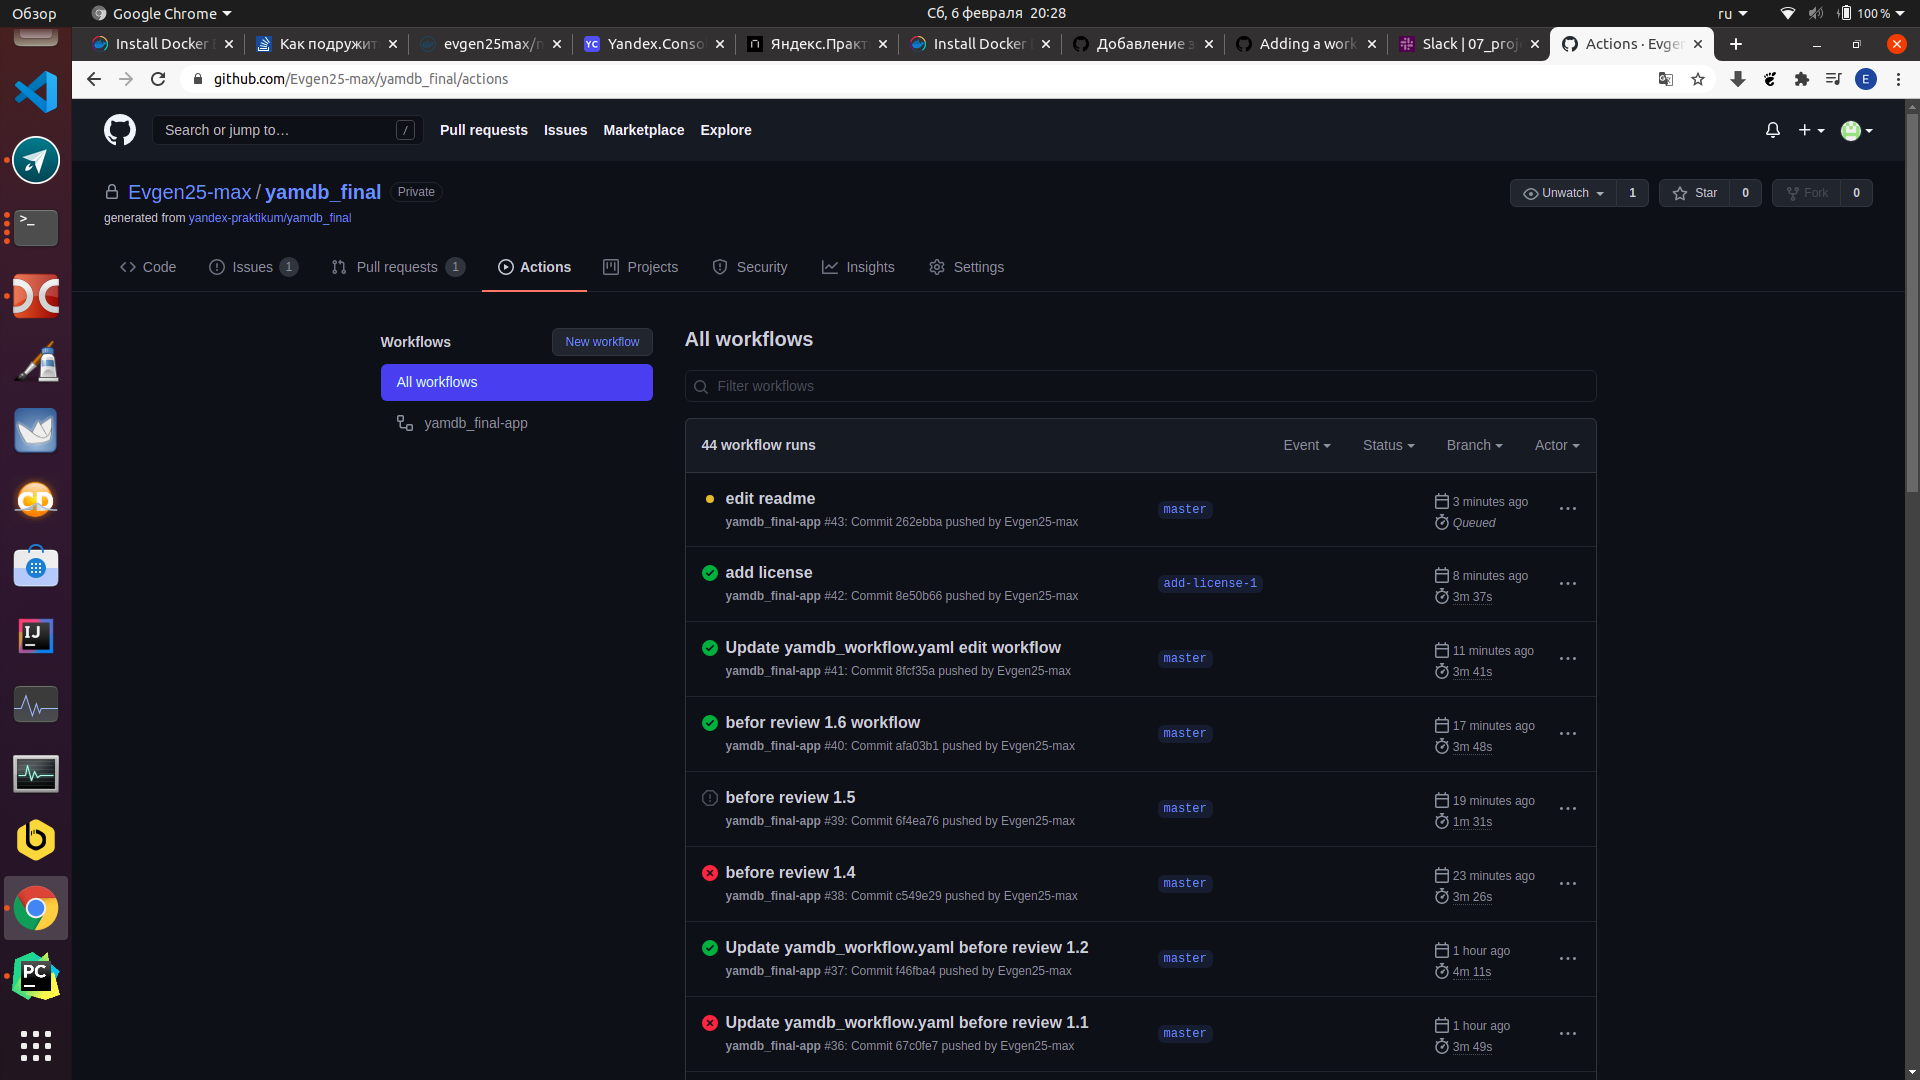 Обзор
Google Chrome
Сб, 6 февраля 20:28
ru
100 %
Install Docker
Как подружит
evgen25max/
Yandex.Conso
Яндекс.Практ
Install Docker
Добавление
Adding a work
Slack | 07_proj
Actions · Evge
github.com/Evgen25-max/yamdb_final/actions
E
Search or jump to…
/
Pull requests
Issues
Marketplace
Explore
Evgen25-max / yamdb_final
Private
generated from yandex-praktikum/yamdb_final
Unwatch
1
Star
0
Fork
0
Code
Issues 1
Pull requests 1
Actions
Projects
Security
Insights
Settings
Workflows
New workflow
All workflows
yamdb_final-app
All workflows
Filter workflows
44 workflow runs
Event
Status
Branch
Actor
edit readme
yamdb_final-app #43: Commit 262ebba pushed by Evgen25-max
master
3 minutes ago
Queued
add license
yamdb_final-app #42: Commit 8e50b66 pushed by Evgen25-max
add-license-1
8 minutes ago
3m 37s
Update yamdb_workflow.yaml edit workflow
yamdb_final-app #41: Commit 8fcf35a pushed by Evgen25-max
master
11 minutes ago
3m 41s
befor review 1.6 workflow
yamdb_final-app #40: Commit afa03b1 pushed by Evgen25-max
master
17 minutes ago
3m 48s
before review 1.5
yamdb_final-app #39: Commit 6f4ea76 pushed by Evgen25-max
master
19 minutes ago
1m 31s
before review 1.4
yamdb_final-app #38: Commit c549e29 pushed by Evgen25-max
master
23 minutes ago
3m 26s
Update yamdb_workflow.yaml before review 1.2
yamdb_final-app #37: Commit f46fba4 pushed by Evgen25-max
master
1 hour ago
4m 11s
Update yamdb_workflow.yaml before review 1.1
yamdb_final-app #36: Commit 67c0fe7 pushed by Evgen25-max
master
1 hour ago
3m 49s